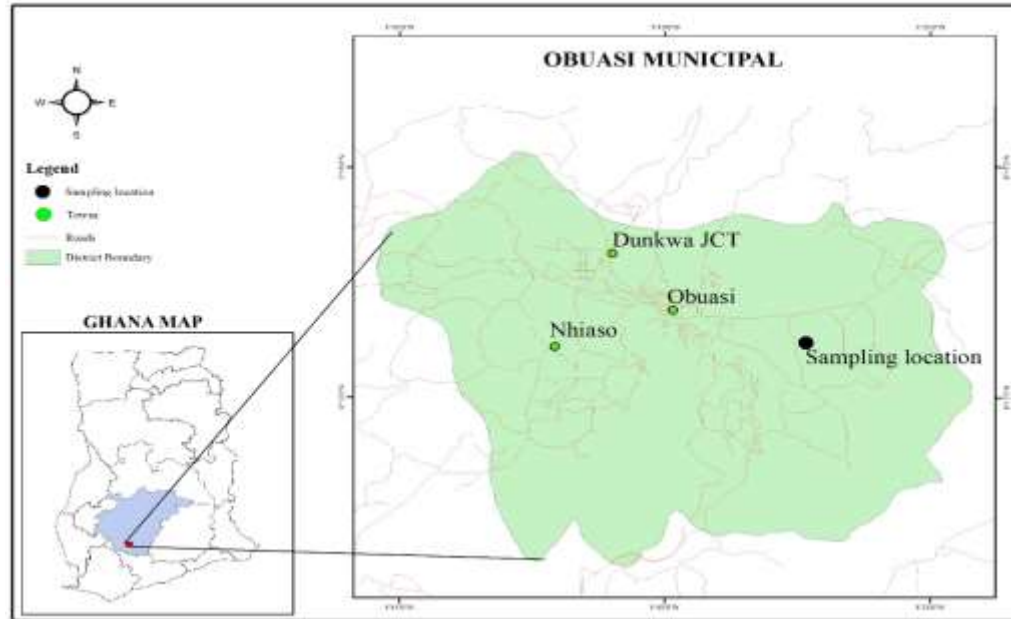 OBUASI MUNICIPAL
N
W
E
S
Legend
Sampling location
Towns
Roads
District Boundary
Dunkwa JCT
Obuasi
Nhiaso
Sampling location
GHANA MAP